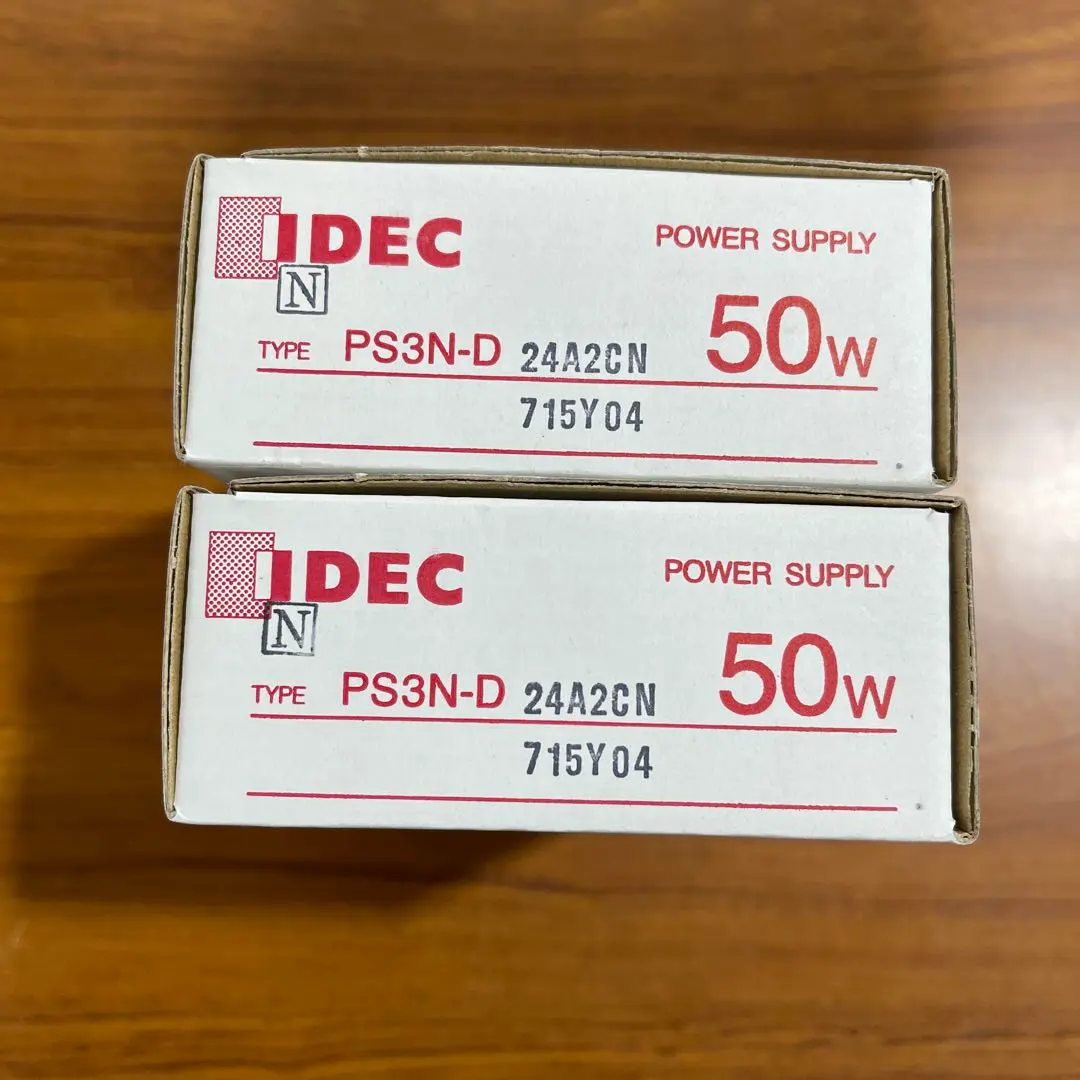 IDEC
POWER SUPPLY
N
TYPE PS3N-D 24A2CN 50W
715Y04
IDEC
POWER SUPPLY
N
TYPE PS3N-D 24A2CN 50W
715Y04